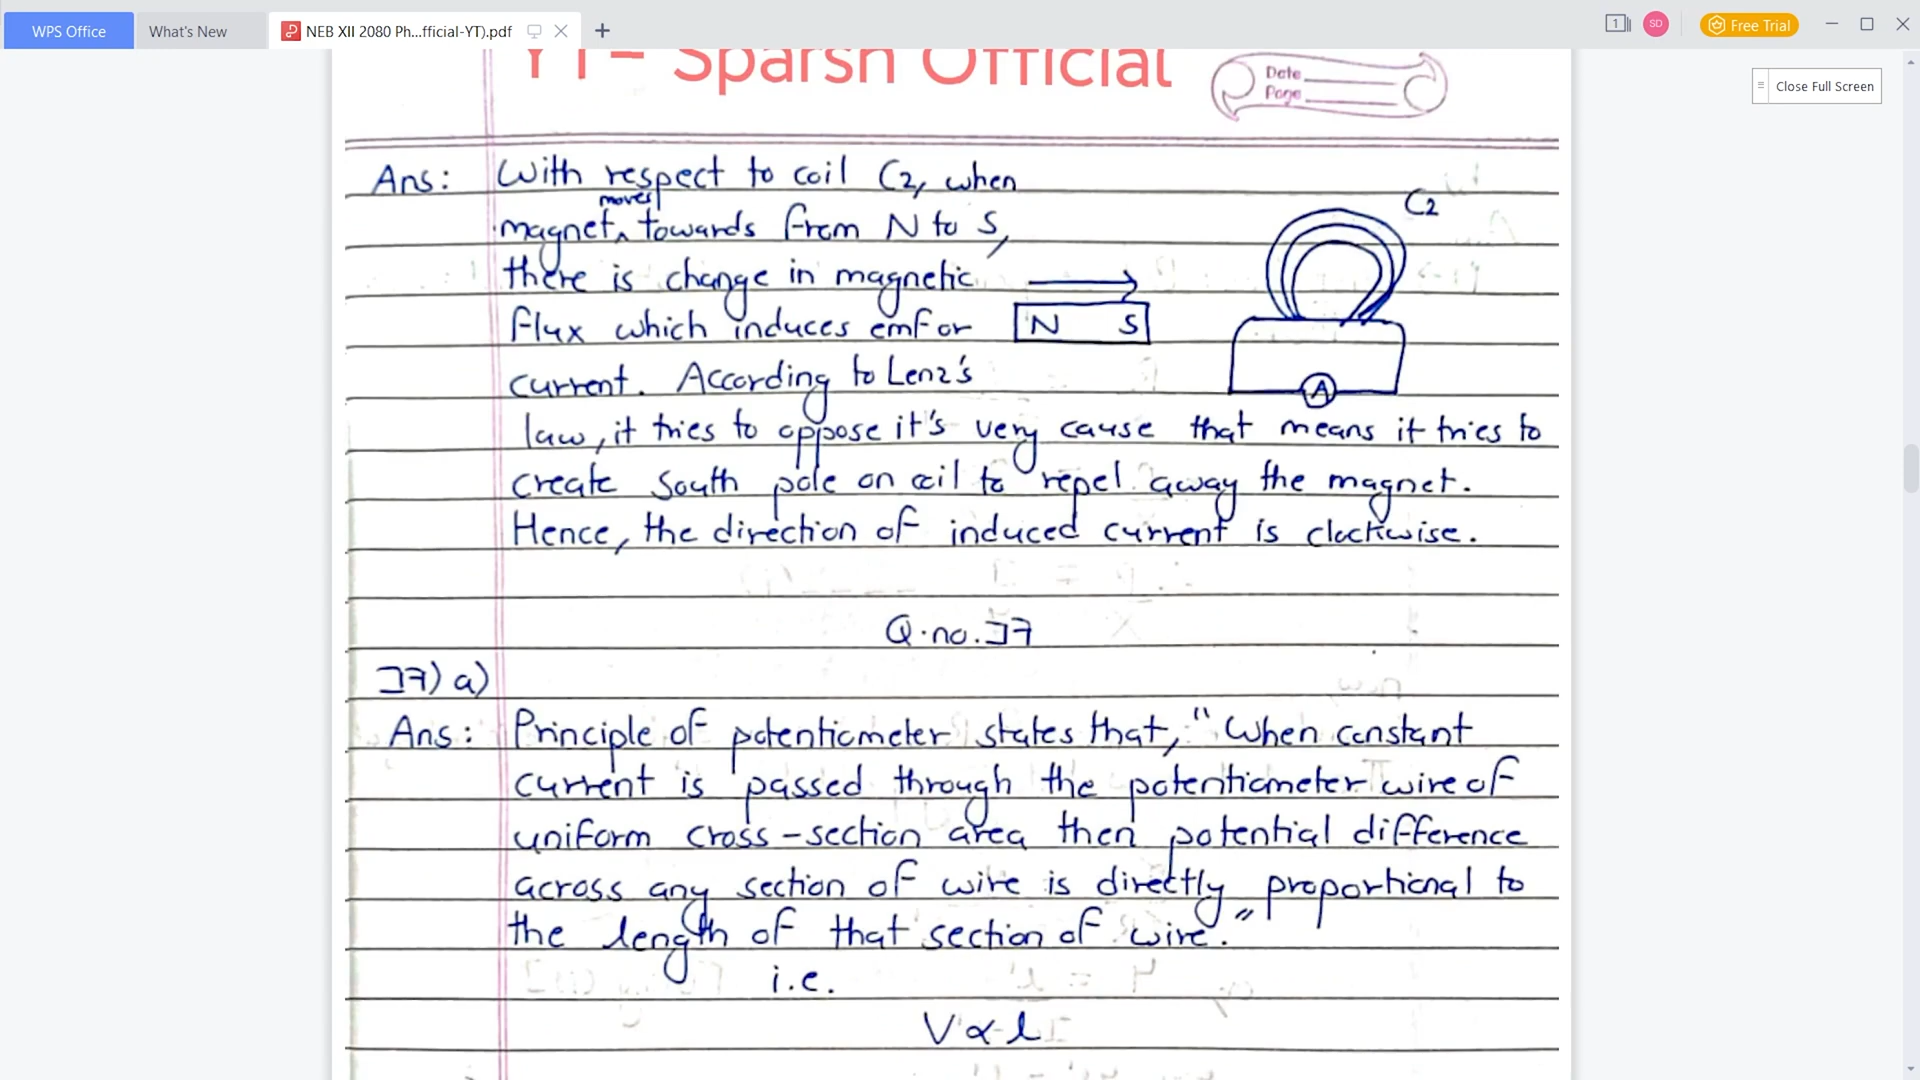 WPS Office
What's New
NEB XII 2080 Ph...fficial-YT).pdf
1
SD
Free Trial
YT- Sparsh Official
Date
Page
Close Full Screen
Ans: With respect to coil C2, when
moves
magnet ^ towards from N to S,
there is change in magnetic
flux which induces emf or
current. According to Lenz's
law, it tries to oppose it's very cause that means it tries to
create south pole on coil to repel away the magnet.
Hence, the direction of induced current is clockwise.
C2
N S
A
Q.no.17
17) a)
Ans: Principle of potentiometer states that, "When constant
current is passed through the potentiometer wire of
uniform cross-section area then potential difference
across any section of wire is directly proportional to
the length of that section of wire."
i.e.
V ∝ l